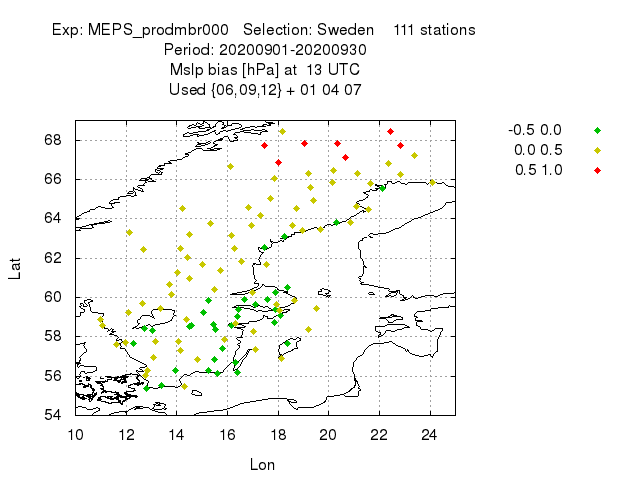 Exp: MEPS_prodmbr000 Selection: Sweden 111 stations
Period: 20200901-20200930
Mslp bias [hPa] at 13 UTC
Used {06,09,12} + 01 04 07
-0.5 0.0
0.0 0.5
0.5 1.0
68
66
64
62
60
58
56
54
Lat
10 12 14 16 18 20 22 24
Lon